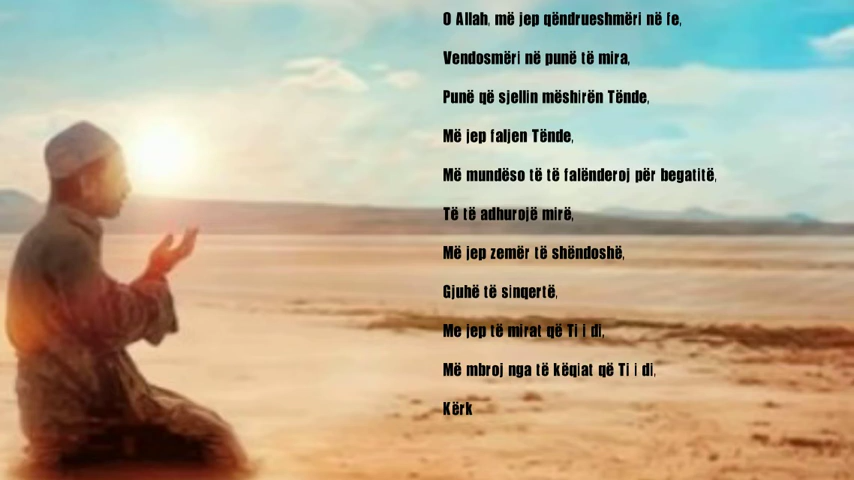 O Allah, më jep qëndrueshmëri në fe,
Vendosmëri në punë të mira,
Punë që sjellin mëshirën Tënde,
Më jep faljen Tënde,
Më mundëso të të falënderoj për begatitë,
Të të adhurojë mirë,
Më jep zemër të shëndoshë,
Gjuhë të sinqertë,
Me jep të mirat që Ti i di,
Më mbroj nga të këqiat që Ti i di,
Kërk